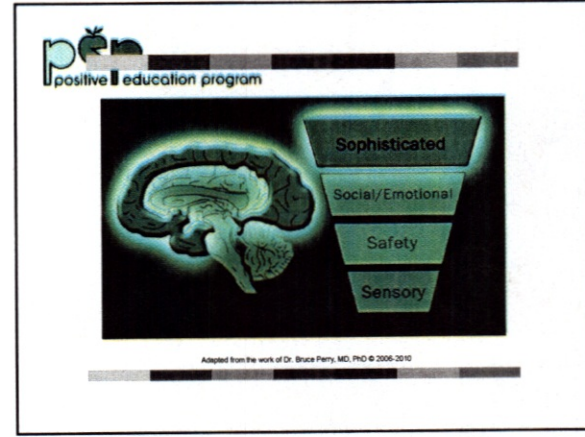 pep
positive education program
Sophisticated
Social/Emotional
Safety
Sensory
Adapted from the work of Dr. Bruce Perry, MD, PhD © 2006-2010